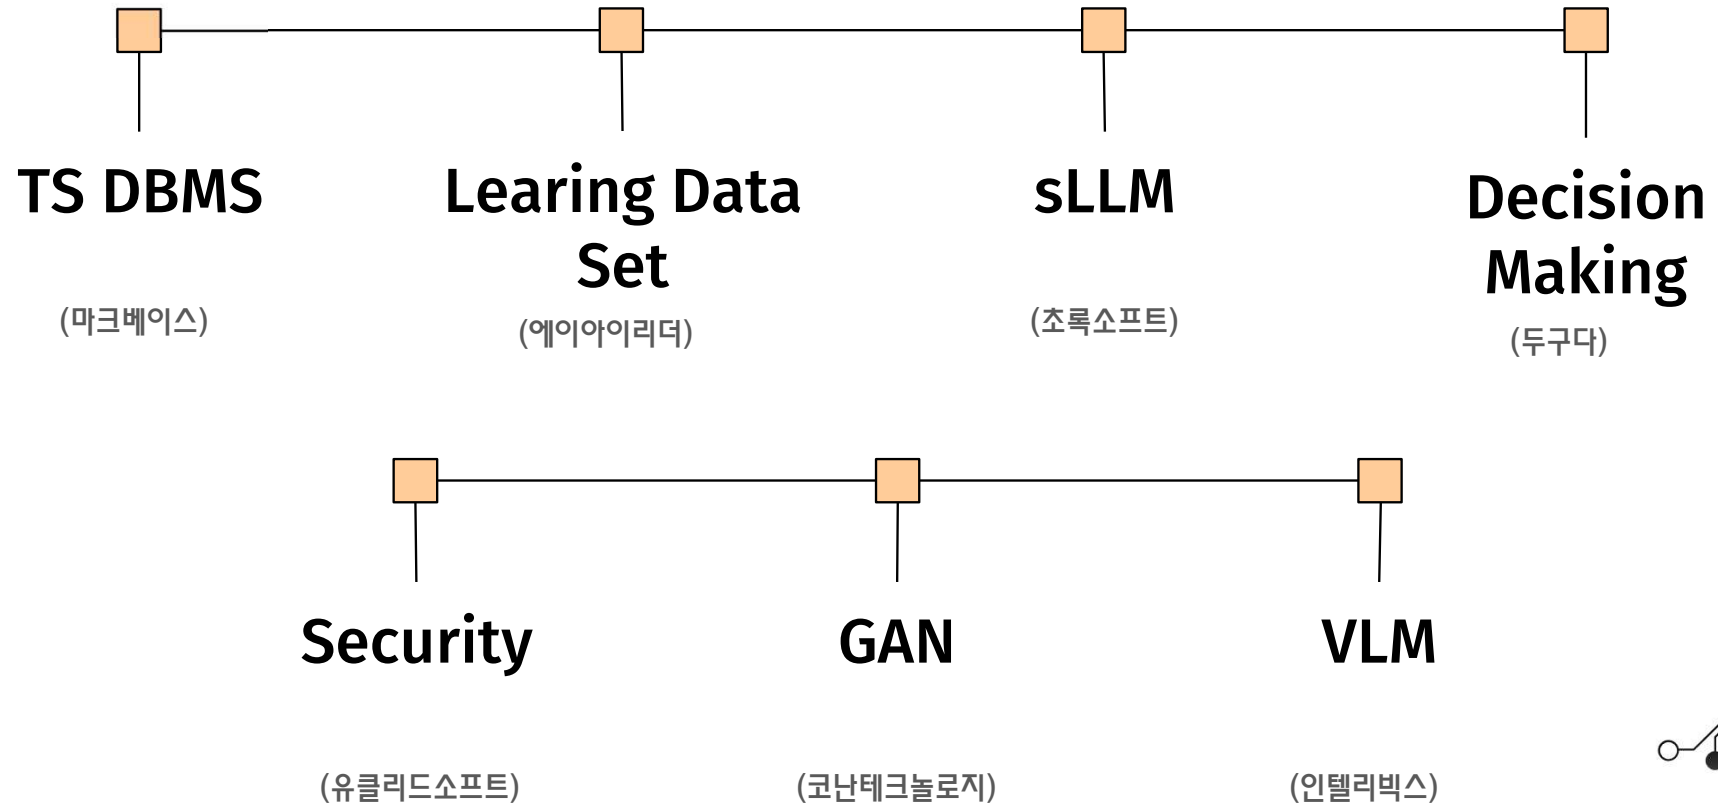 TS DBMS
(마크베이스)
Learing Data
Set
(에이아이리더)
sLLM
(초록소프트)
Decision
Making
(두구다)
Security
(유클리드소프트)
GAN
(코난테크놀로지)
VLM
(인텔리빅스)